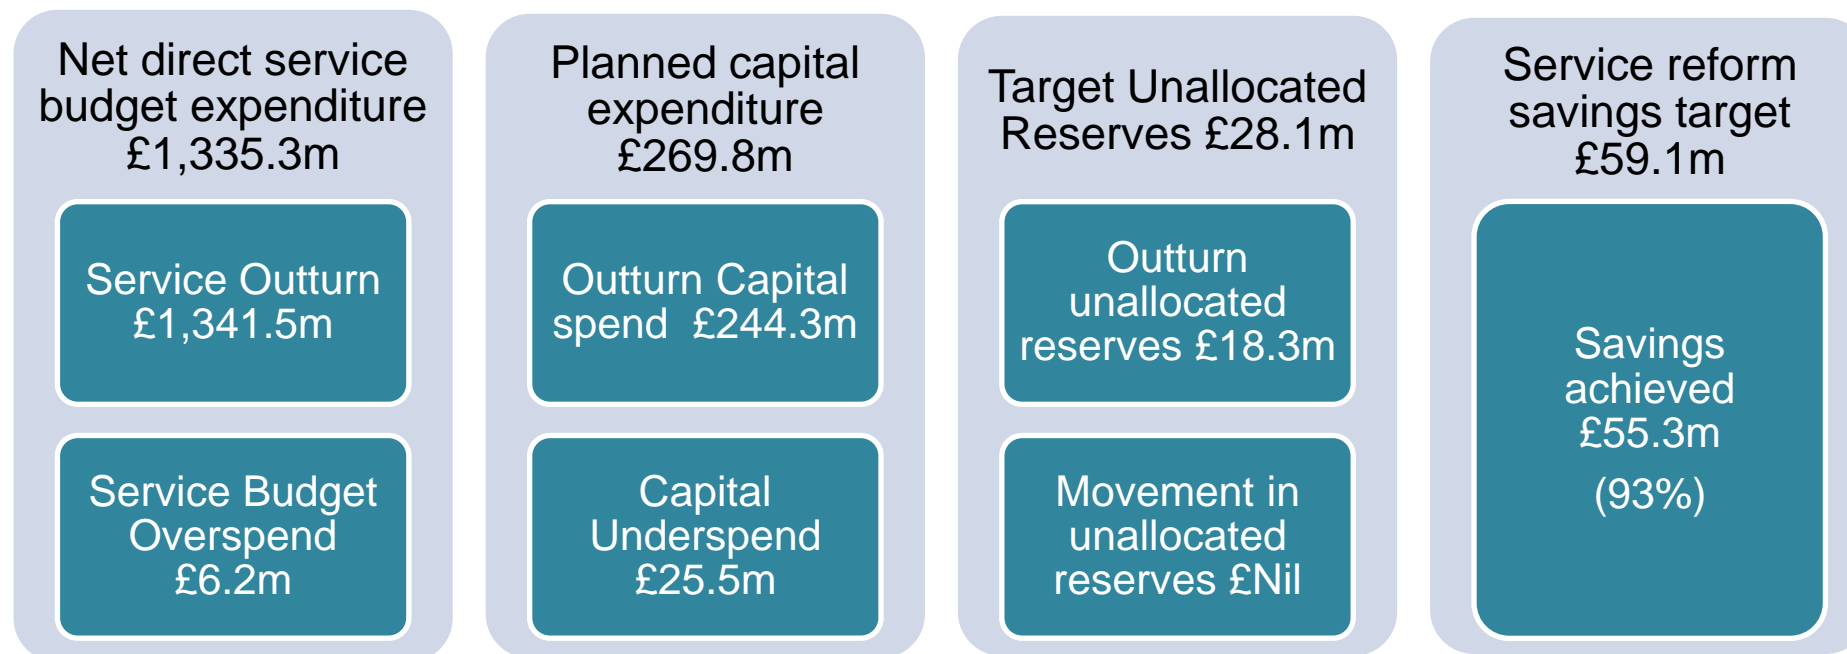 Net direct service
budget expenditure
£1,335.3m
Service Outturn
£1,341.5m
Service Budget
Overspend
£6.2m
Planned capital
expenditure
£269.8m
Outturn Capital
spend  £244.3m
Capital
Underspend
£25.5m
Target Unallocated
Reserves £28.1m
Outturn
unallocated
reserves £18.3m
Movement in
unallocated
reserves £Nil
Service reform
savings target
£59.1m
Savings
achieved
£55.3m
(93%)